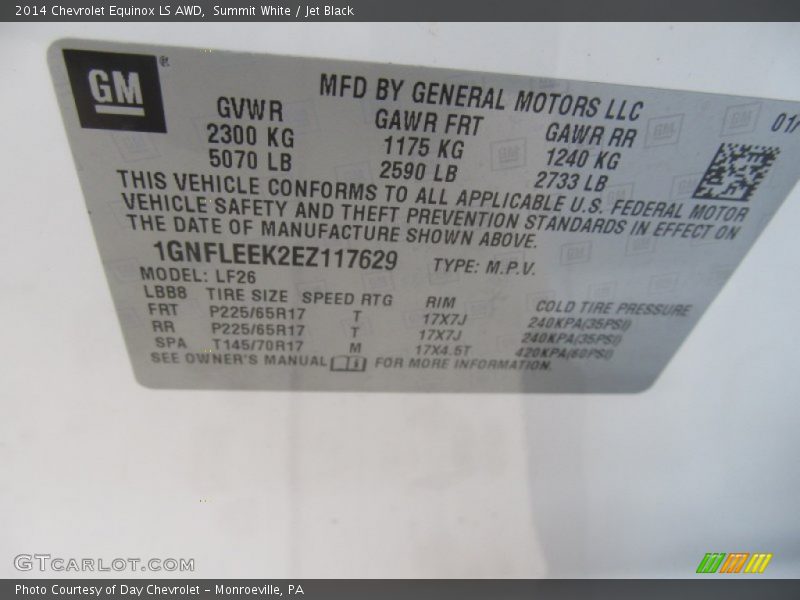 2014 Chevrolet Equinox LS AWD,  Summit White / Jet Black
GM®
MFD BY GENERAL MOTORS LLC
01/
GVWR GAWR FRT GAWR RR
2300 KG 1175 KG 1240 KG
5070 LB 2590 LB 2733 LB
THIS VEHICLE CONFORMS TO ALL APPLICABLE U.S. FEDERAL MOTOR
VEHICLE SAFETY AND THEFT PREVENTION STANDARDS IN EFFECT ON
THE DATE OF MANUFACTURE SHOWN ABOVE.
1GNFLEEK2EZ117629 TYPE: M.P.V.
MODEL: LF26
LBB8 TIRE SIZE SPEED RTG RIM COLD TIRE PRESSURE
FRT P225/65R17 T 17X7J 240KPA(35PSI)
RR P225/65R17 T 17X7J 240KPA(35PSI)
SPA T145/70R17 M 17X4.5T 420KPA(60PSI)
SEE OWNER'S MANUAL FOR MORE INFORMATION.
GTCARLOT.COM
Photo Courtesy of Day Chevrolet – Monroeville, PA